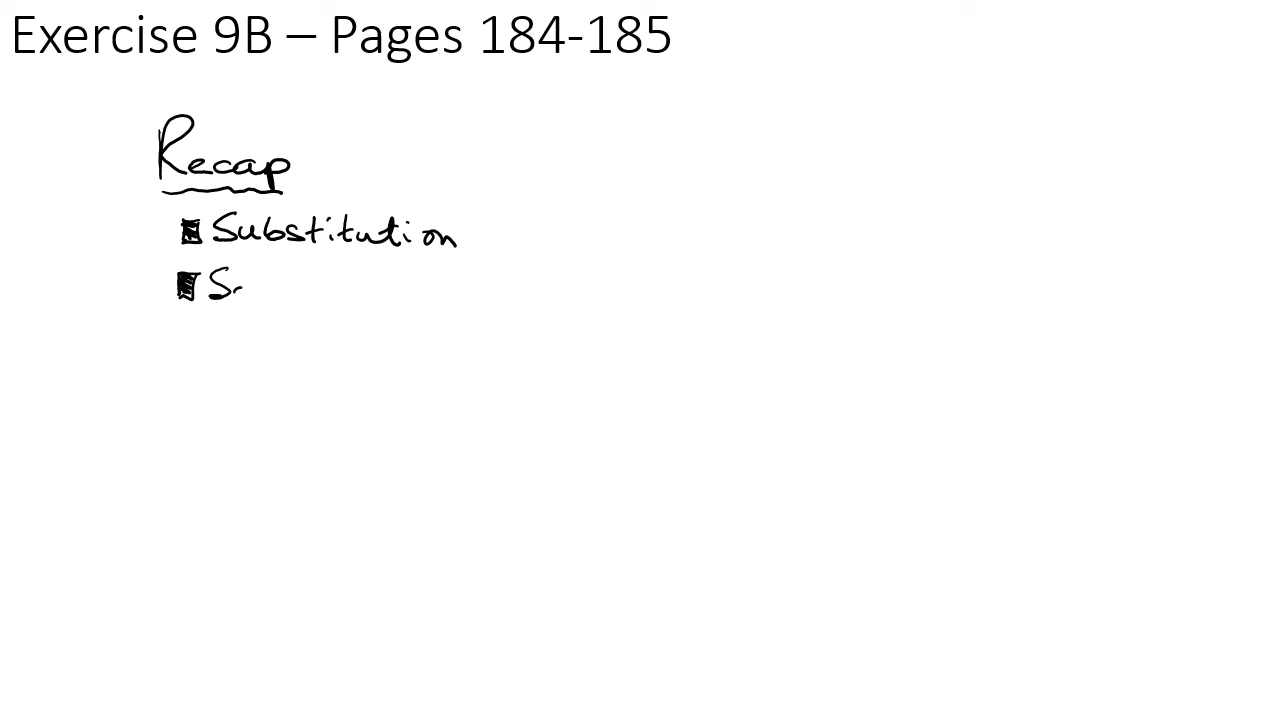 Exercise 9B – Pages 184-185
Recap
▪ Substitution
▪ S